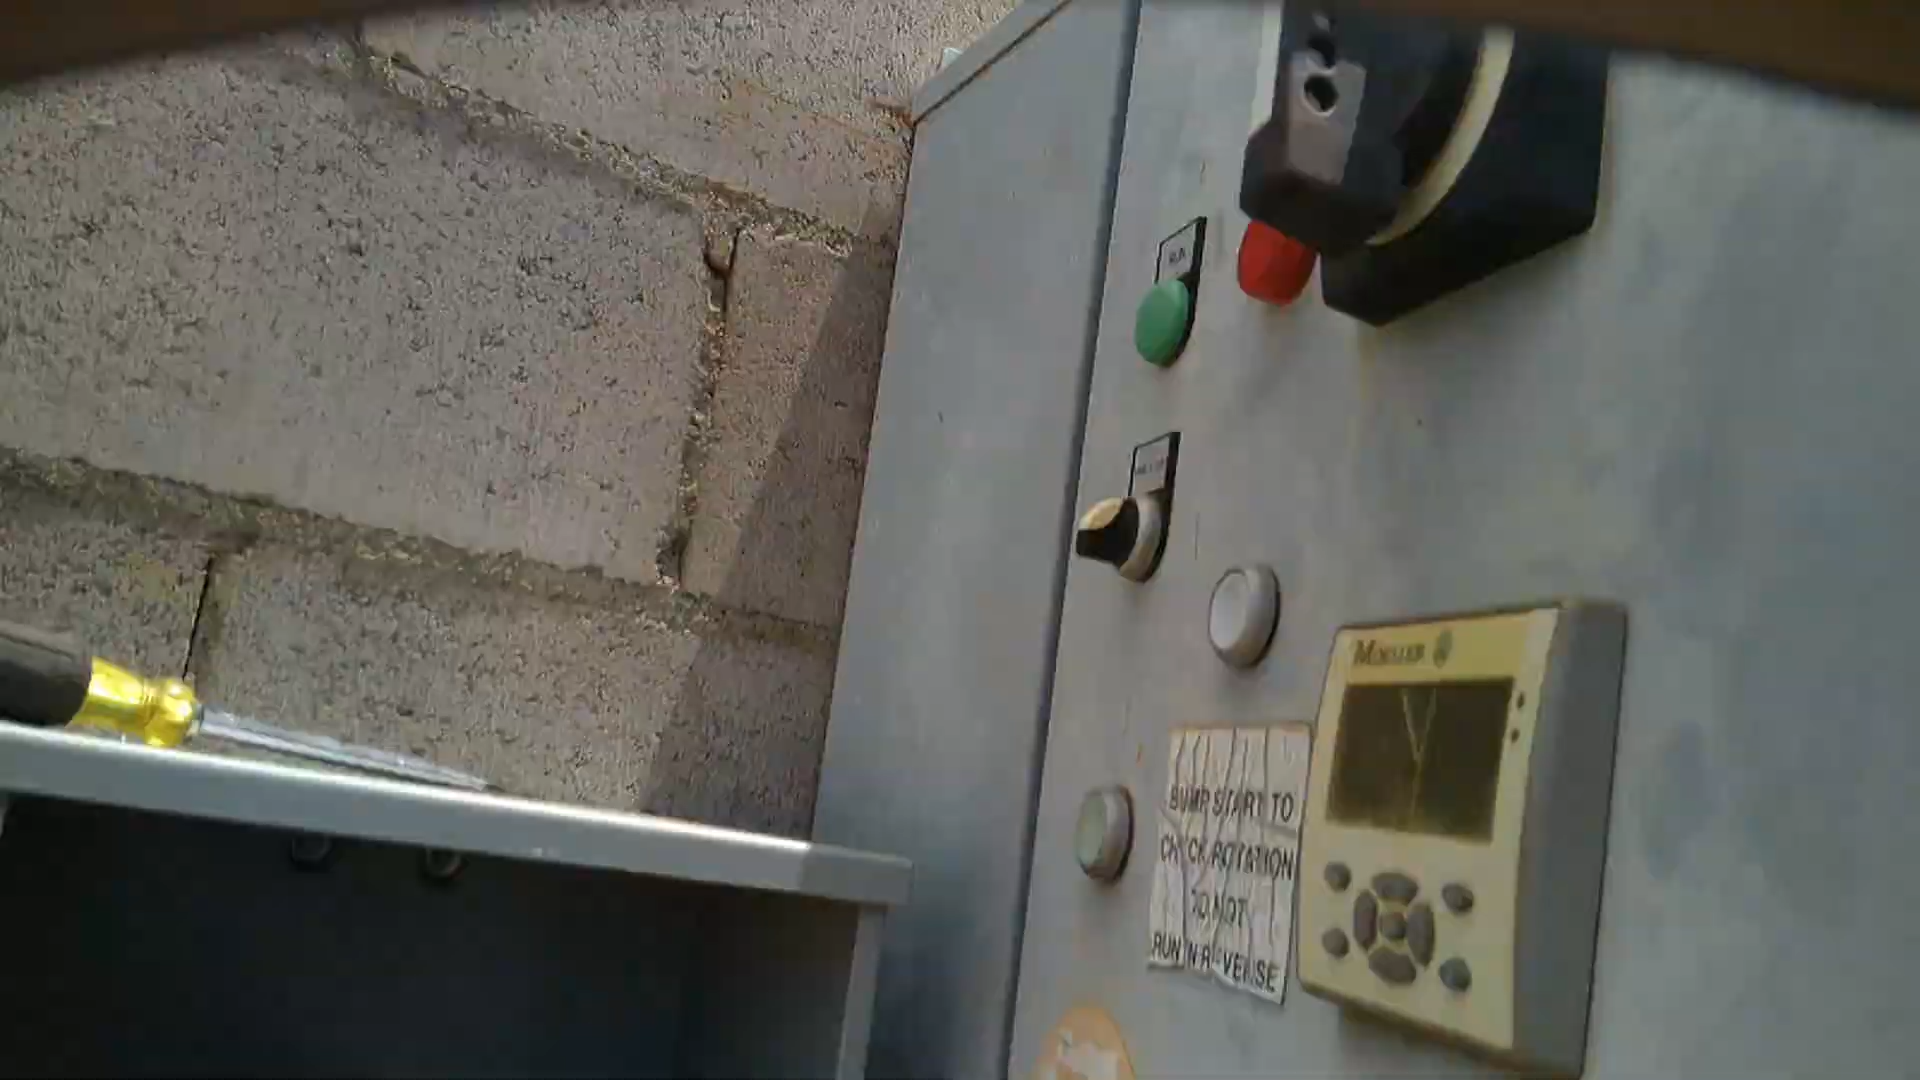 RUN
MOELLER
BUMP START TO
CHECK ROTATION
DO NOT
RUN IN REVERSE